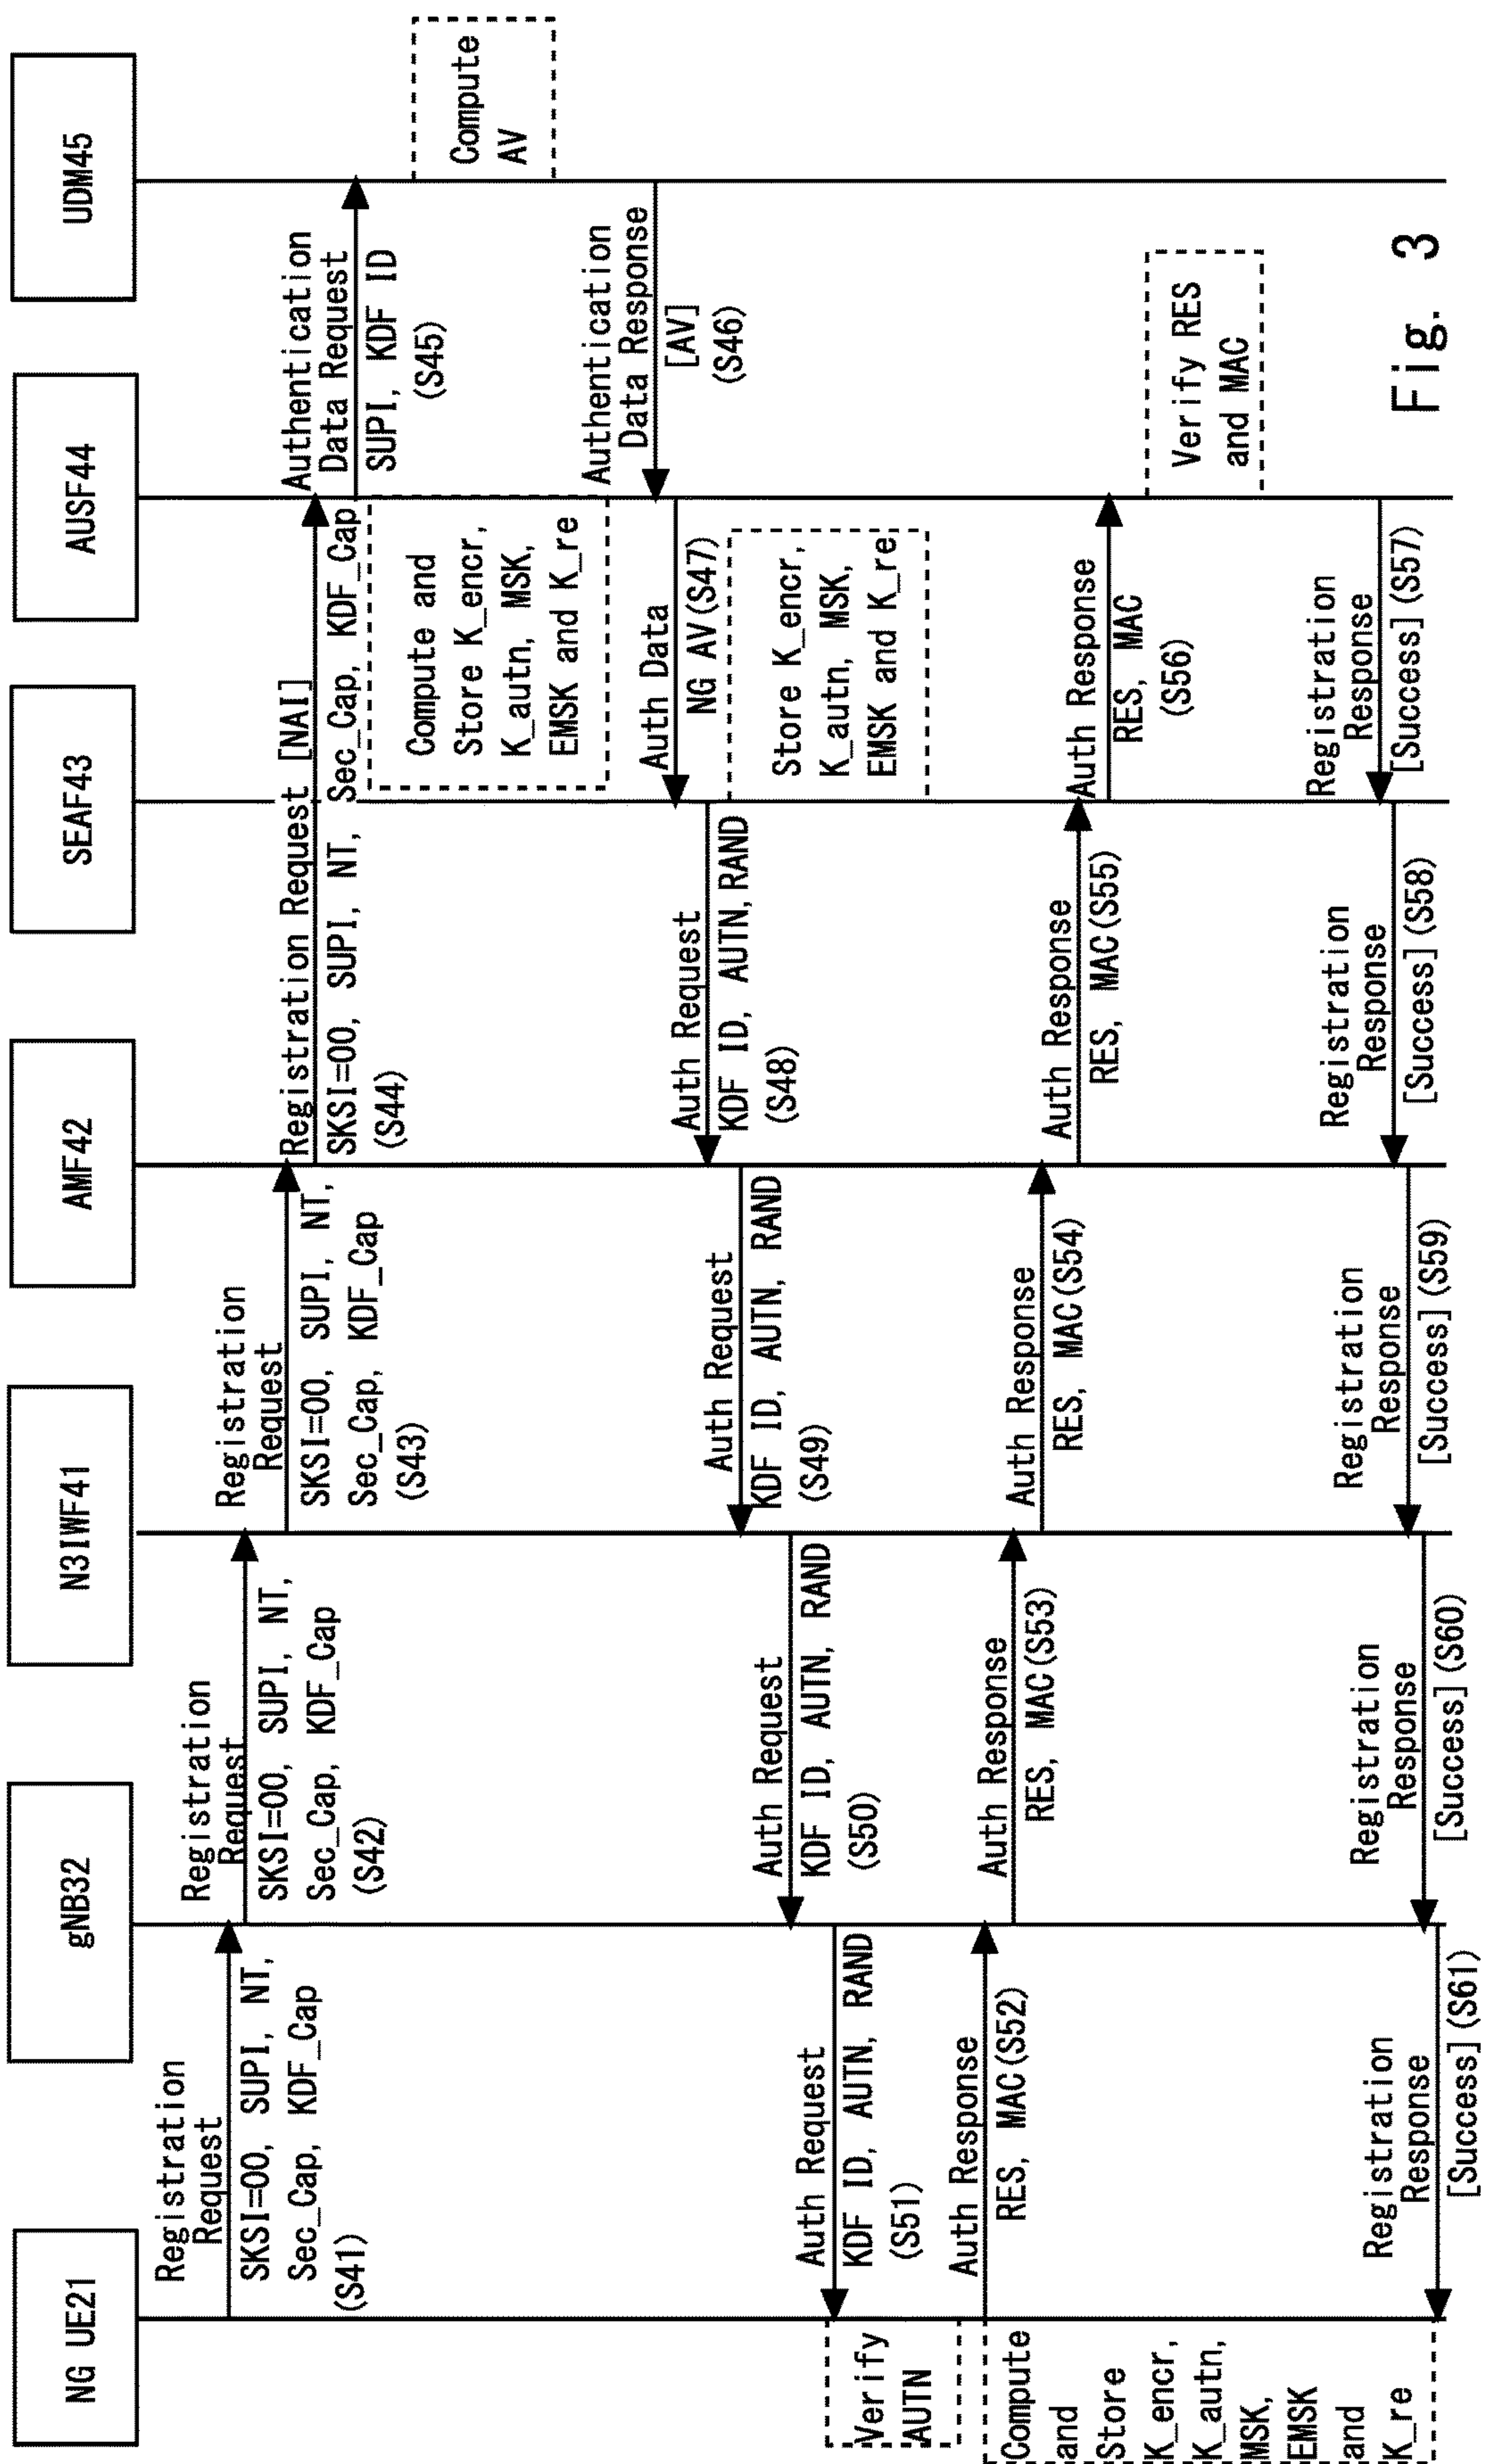 NG UE21
gNB32
N3IWF41
AMF42
SEAF43
AUSF44
UDM45
Registration
Request
SKSI=00, SUPI, NT,
Sec_Cap, KDF_Cap
(S41)
Registration
Request
SKSI=00, SUPI, NT,
Sec_Cap, KDF_Cap
(S42)
Registration
Request
SKSI=00, SUPI, NT,
Sec_Cap, KDF_Cap
(S43)
Registration Request [NAI]
SKSI=00, SUPI, NT, Sec_Cap, KDF_Cap
(S44)
Authentication
Data Request
SUPI, KDF ID
(S45)
Compute
AV
Compute and
Store K_encr,
K_autn, MSK,
EMSK and K_re
Authentication
Data Response
[AV]
(S46)
Auth Data
NG AV(S47)
Store K_encr,
K_autn, MSK,
EMSK and K_re
Auth Request
KDF ID, AUTN, RAND
(S48)
Auth Request
KDF ID, AUTN, RAND
(S49)
Auth Request
KDF ID, AUTN, RAND
(S50)
Auth Request
KDF ID, AUTN, RAND
(S51)
Verify
AUTN
Auth Response
RES, MAC(S52)
Compute
and
Store
K_encr,
K_autn,
MSK,
EMSK
and
K_re
Auth Response
RES, MAC(S53)
Auth Response
RES, MAC(S54)
Auth Response
RES, MAC(S55)
Auth Response
RES, MAC
(S56)
Verify RES
and MAC
Registration
Response
[Success](S57)
Registration
Response
[Success](S58)
Registration
Response
[Success](S59)
Registration
Response
[Success](S60)
Registration
Response
[Success](S61)
Fig. 3